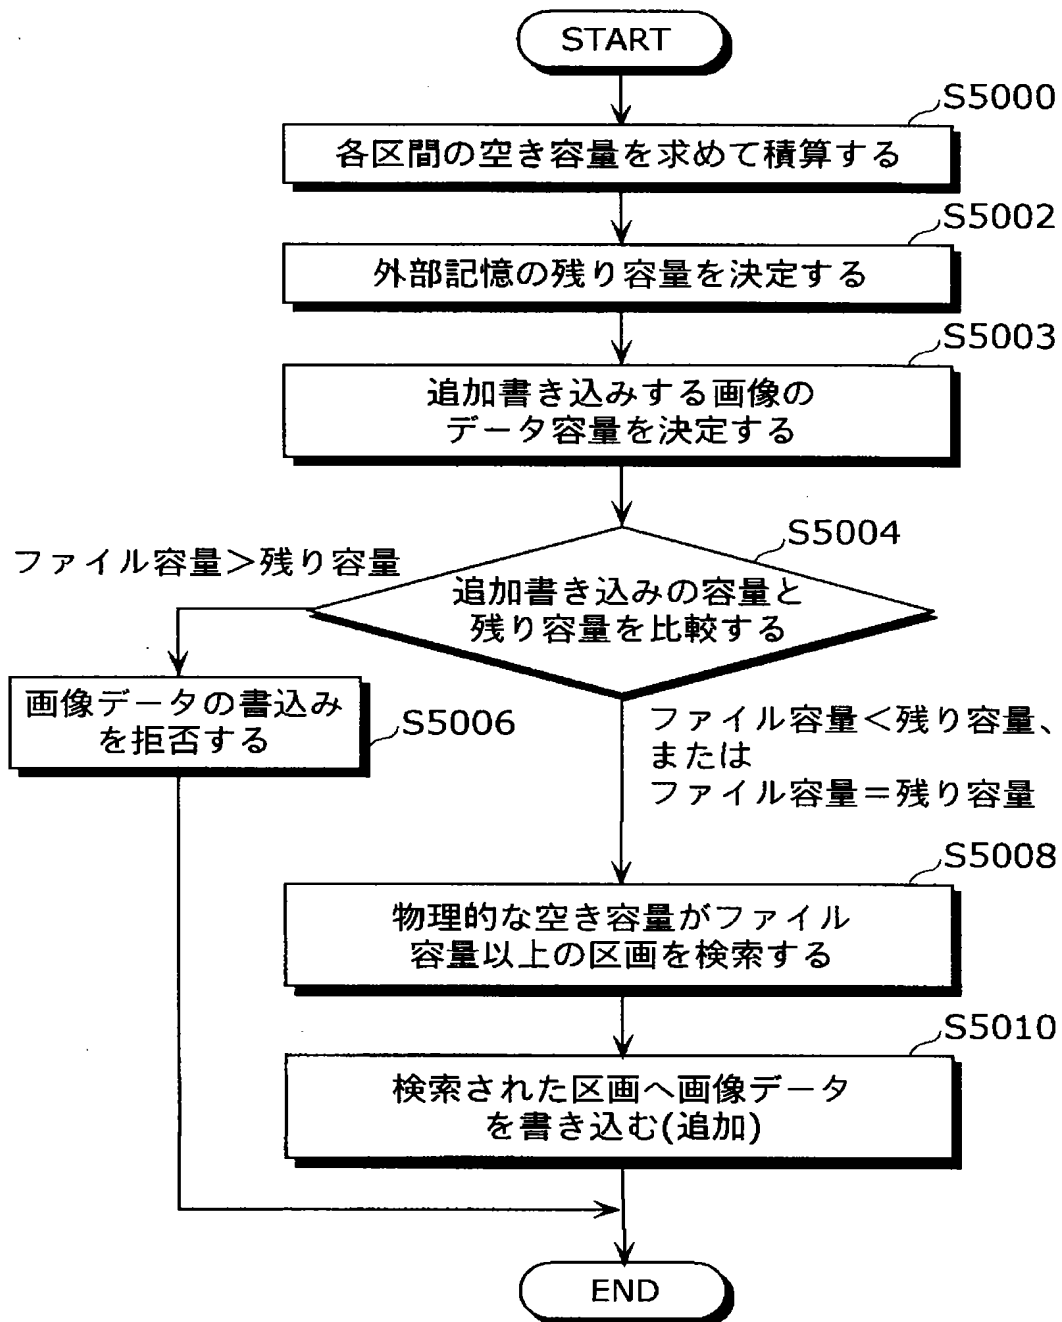 START
S5000
各区間の空き容量を求めて積算する
S5002
外部記憶の残り容量を決定する
S5003
追加書き込みする画像の
データ容量を決定する
S5004
ファイル容量＞残り容量
追加書き込みの容量と
残り容量を比較する
画像データの書込み
を拒否する
S5006
ファイル容量＜残り容量、
または
ファイル容量＝残り容量
S5008
物理的な空き容量がファイル
容量以上の区画を検索する
S5010
検索された区画へ画像データ
を書き込む(追加)
END